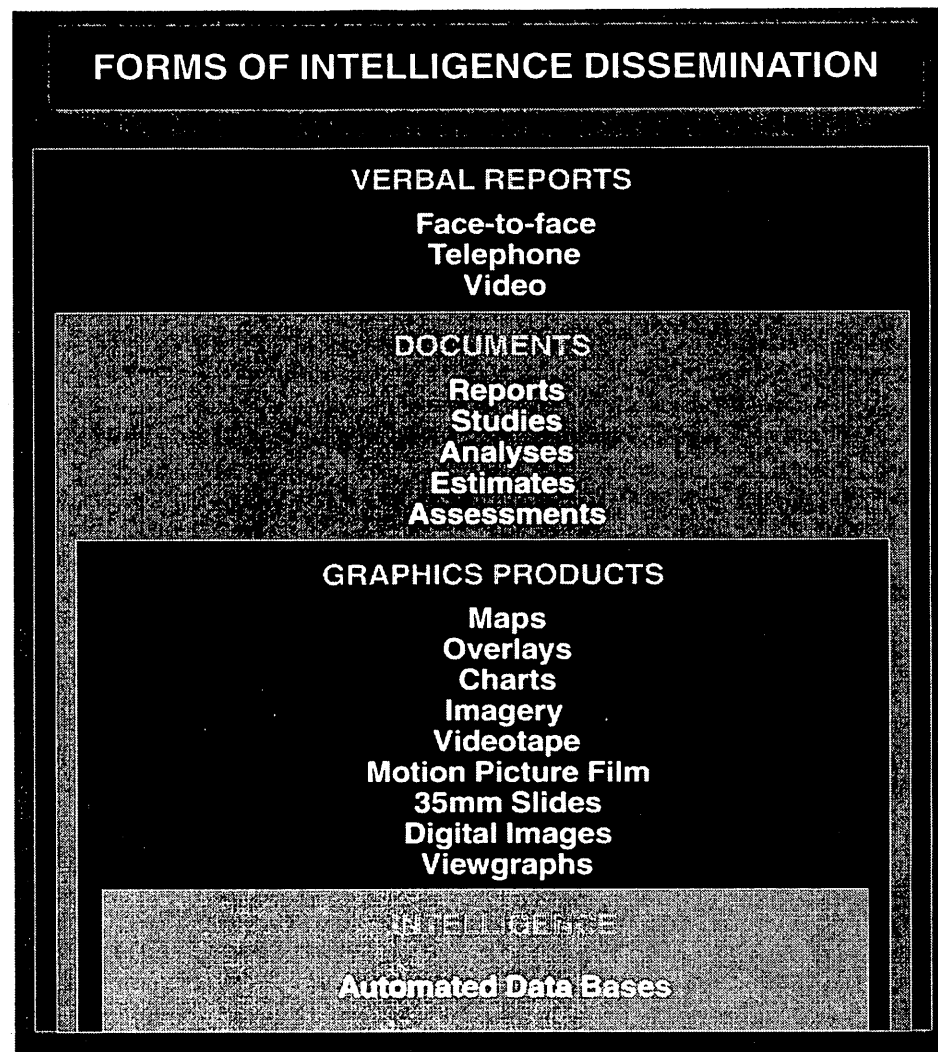 FORMS OF INTELLIGENCE DISSEMINATION
VERBAL REPORTS
Face-to-face
Telephone
Video
DOCUMENTS
Reports
Studies
Analyses
Estimates
Assessments
GRAPHICS PRODUCTS
Maps
Overlays
Charts
Imagery
Videotape
Motion Picture Film
35mm Slides
Digital Images
Viewgraphs
INTELLIGENCE
Automated Data Bases